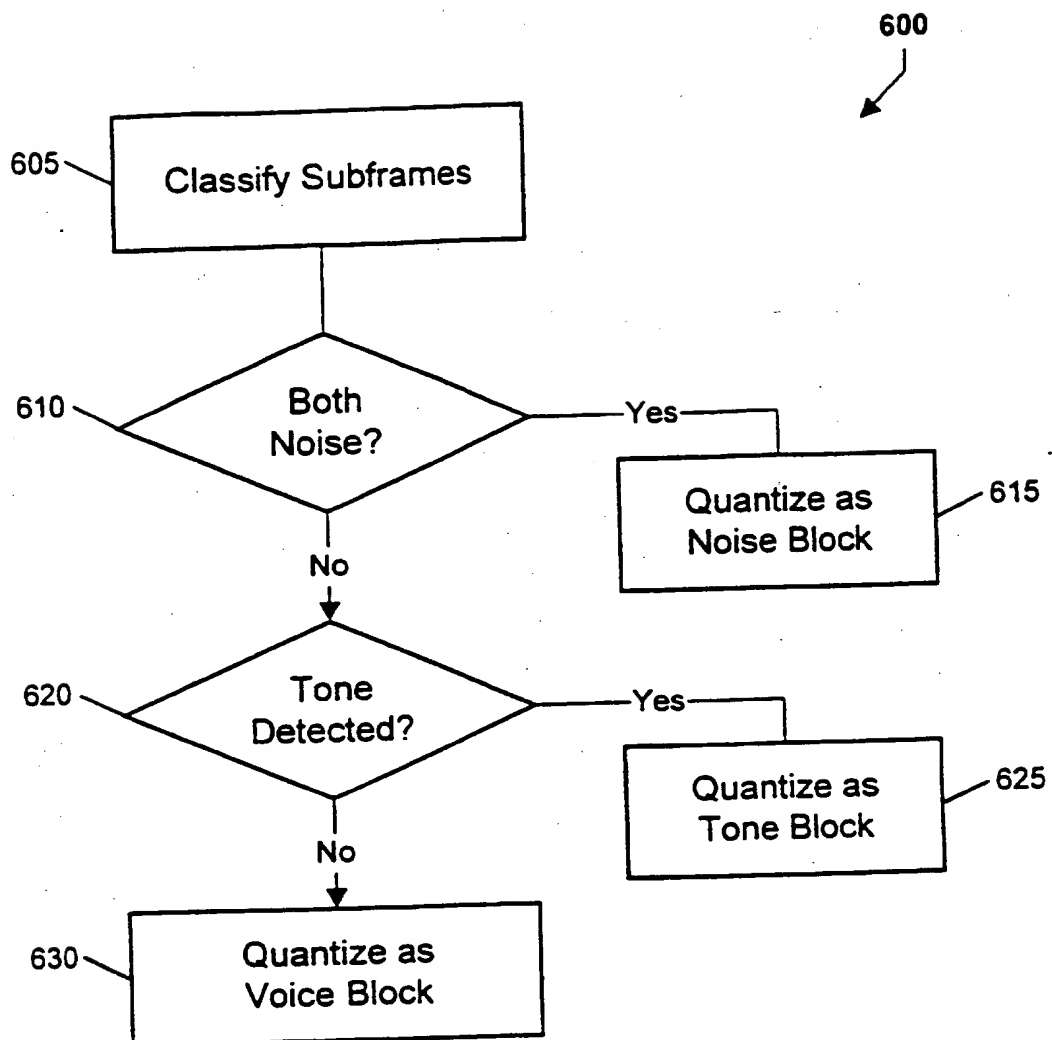 600
605
Classify Subframes
610
Both
Noise?
Yes
Quantize as
Noise Block
615
No
620
Tone
Detected?
Yes
Quantize as
Tone Block
625
No
630
Quantize as
Voice Block